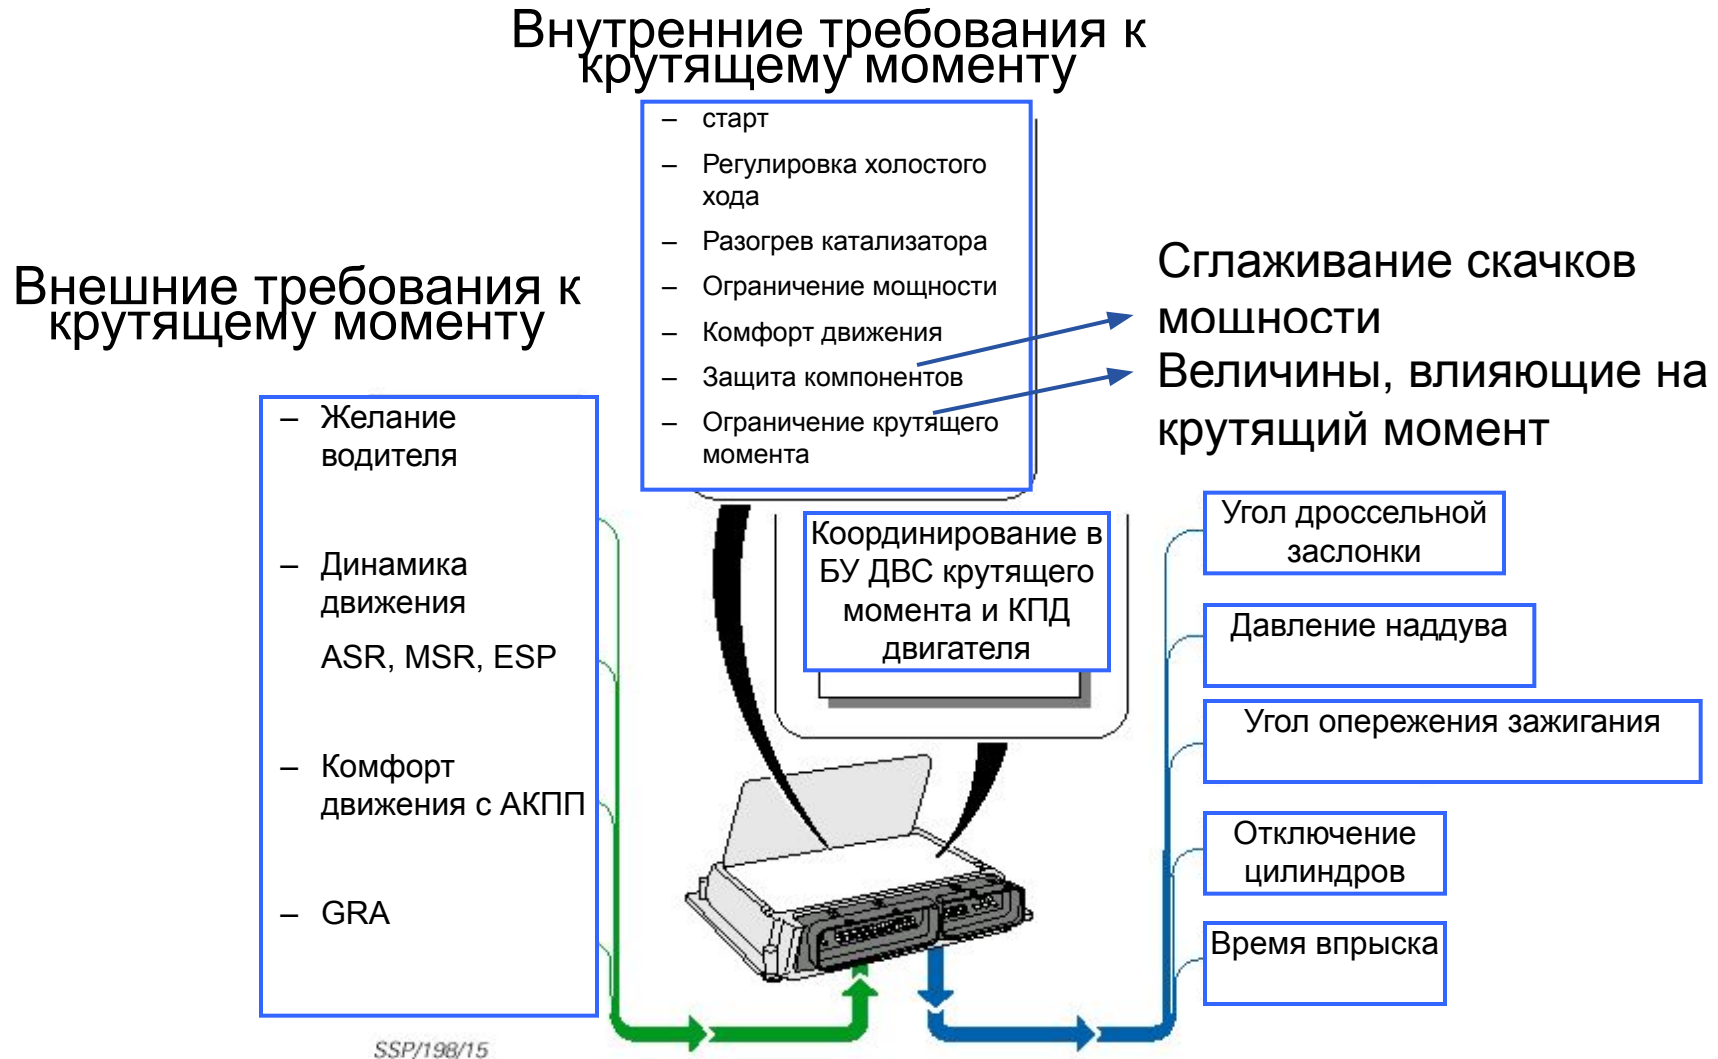 Внутренние требования к
крутящему моменту
– старт
– Регулировка холостого
хода
– Разогрев катализатора
– Ограничение мощности
– Комфорт движения
– Защита компонентов
– Ограничение крутящего
момента
Сглаживание скачков
мощности
Величины, влияющие на
крутящий момент
Внешние требования к
крутящему моменту
– Желание
водителя
– Динамика
движения
ASR, MSR, ESP
– Комфорт
движения с АКПП
– GRA
Координирование в
БУ ДВС крутящего
момента и КПД
двигателя
Угол дроссельной
заслонки
Давление наддува
Угол опережения зажигания
Отключение
цилиндров
Время впрыска
SSP/198/15